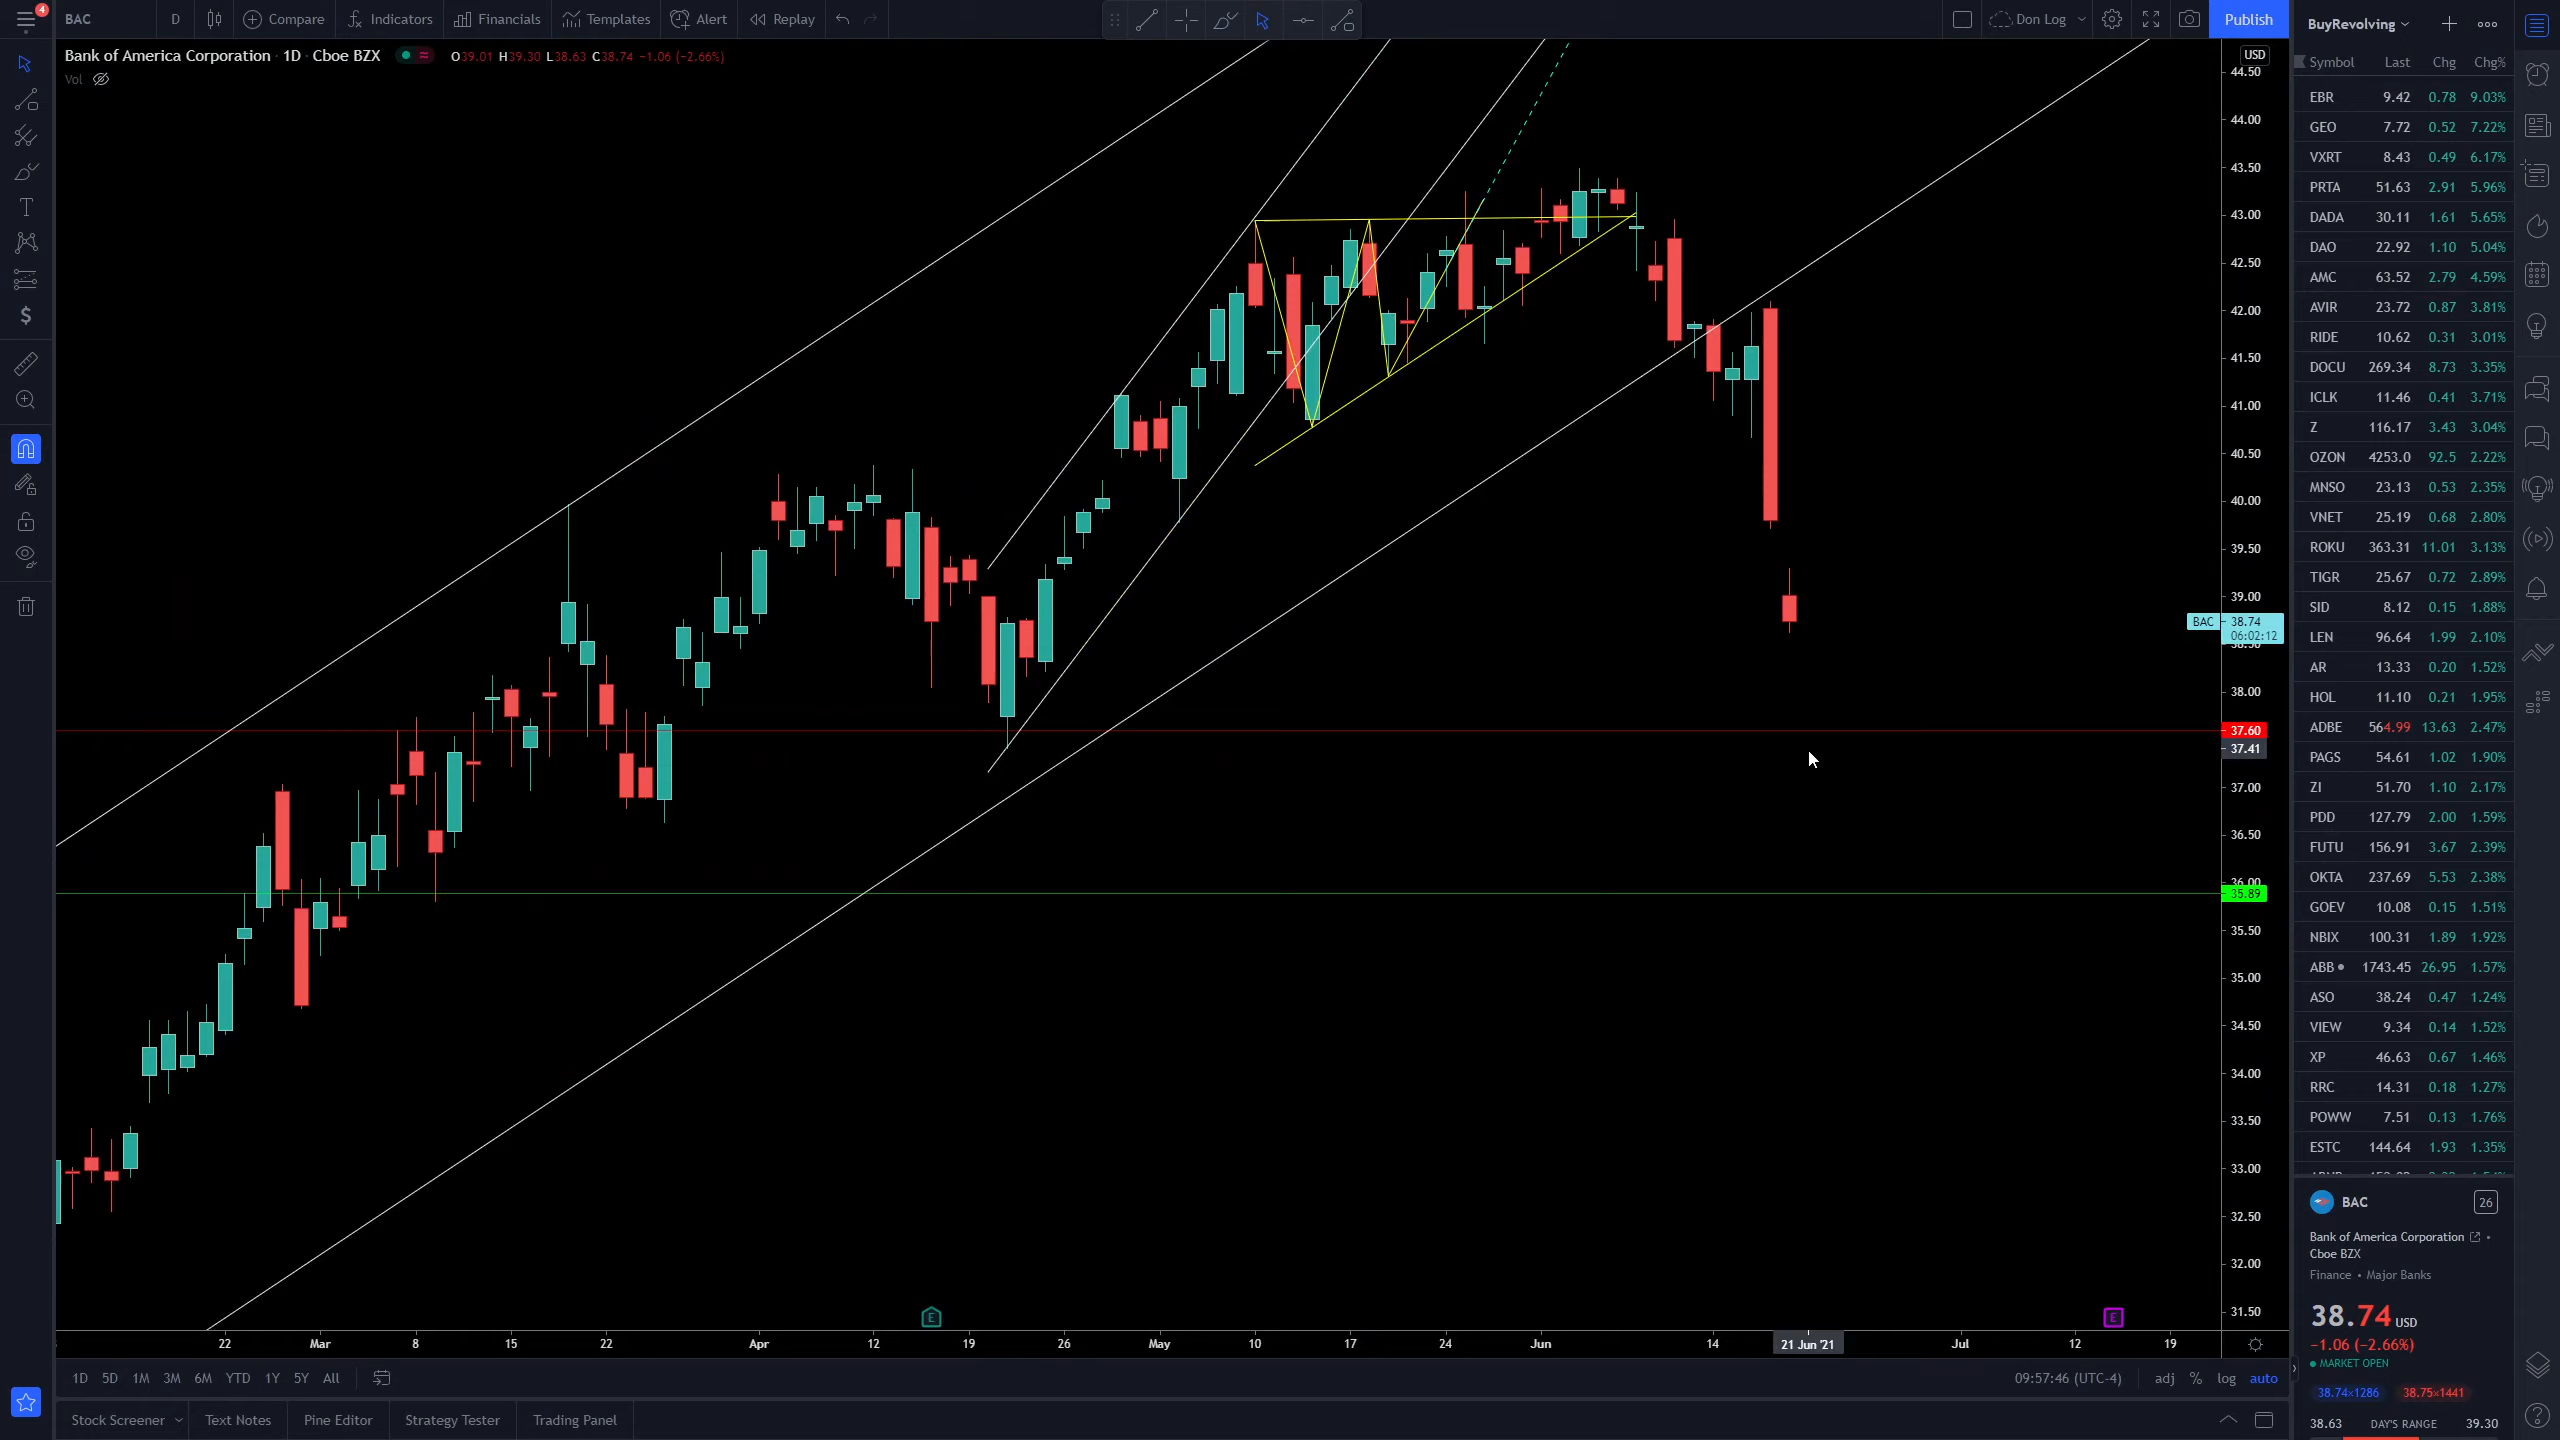 4
BAC
D
Compare
Indicators
Financials
Templates
Alert
Replay
Don Log
Publish
BuyRevolving
Bank of America Corporation · 1D · Cboe BZX
O39.01 H39.30 L38.63 C38.74 −1.06 (−2.66%)
Vol
USD
44.50
44.00
43.50
43.00
42.50
42.00
41.50
41.00
40.50
40.00
39.50
39.00
BAC 38.74
06:02:12
38.50
38.00
37.60
37.41
37.00
36.50
36.00
35.89
35.50
35.00
34.50
34.00
33.50
33.00
32.50
32.00
31.50
E
E
22 Mar 8 15 22 Apr 12 19 26 May 10 17 24 Jun 14 21 Jun '21 Jul 12 19
1D 5D 1M 3M 6M YTD 1Y 5Y All
09:57:46 (UTC-4) adj % log auto
Stock Screener Text Notes Pine Editor Strategy Tester Trading Panel
Symbol Last Chg Chg%
EBR 9.42 0.78 9.03%
GEO 7.72 0.52 7.22%
VXRT 8.43 0.49 6.17%
PRTA 51.63 2.91 5.96%
DADA 30.11 1.61 5.65%
DAO 22.92 1.10 5.04%
AMC 63.52 2.79 4.59%
AVIR 23.72 0.87 3.81%
RIDE 10.62 0.31 3.01%
DOCU 269.34 8.73 3.35%
ICLK 11.46 0.41 3.71%
Z 116.17 3.43 3.04%
OZON 4253.0 92.5 2.22%
MNSO 23.13 0.53 2.35%
VNET 25.19 0.68 2.80%
ROKU 363.31 11.01 3.13%
TIGR 25.67 0.72 2.89%
SID 8.12 0.15 1.88%
LEN 96.64 1.99 2.10%
AR 13.33 0.20 1.52%
HOL 11.10 0.21 1.95%
ADBE 564.99 13.63 2.47%
PAGS 54.61 1.02 1.90%
ZI 51.70 1.10 2.17%
PDD 127.79 2.00 1.59%
FUTU 156.91 3.67 2.39%
OKTA 237.69 5.53 2.38%
GOEV 10.08 0.15 1.51%
NBIX 100.31 1.89 1.92%
ABB 1743.45 26.95 1.57%
ASO 38.24 0.47 1.24%
VIEW 9.34 0.14 1.52%
XP 46.63 0.67 1.46%
RRC 14.31 0.18 1.27%
POWW 7.51 0.13 1.76%
ESTC 144.64 1.93 1.35%
BAC
26
Bank of America Corporation
Cboe BZX
Finance • Major Banks
38.74 USD
−1.06 (−2.66%)
MARKET OPEN
38.74×1286 38.75×1441
38.63 DAY'S RANGE 39.30